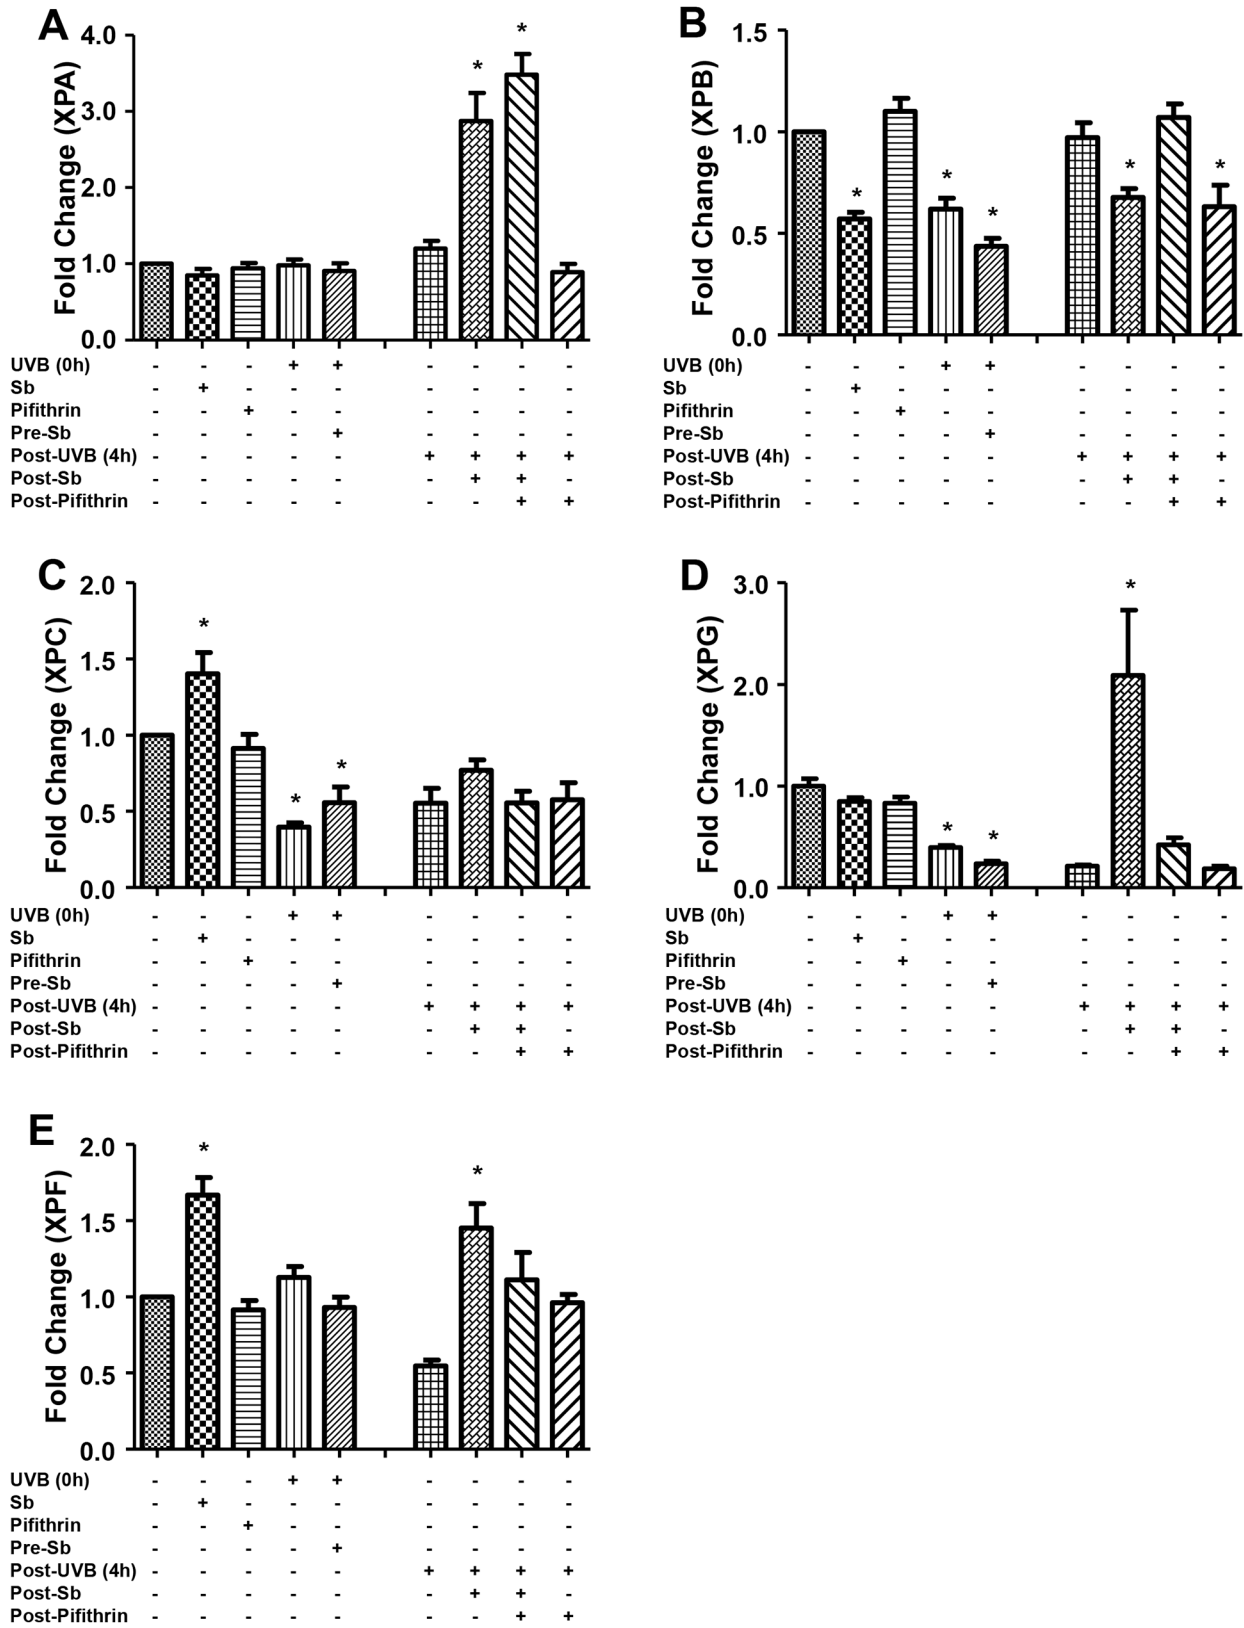 A
Fold Change (XPA)
4.0
*
*
3.0
2.0
1.0
0.0
UVB (0h) - - - + + - - - -
Sb - + - - - - - - -
Pifithrin - - + - - - - - -
Pre-Sb - - - - + - - - -
Post-UVB (4h) - - - - - + + + +
Post-Sb - - - - - - + + -
Post-Pifithrin - - - - - - - + +
B
Fold Change (XPB)
1.5
1.0
* * * * *
0.5
0.0
UVB (0h) - - - + + - - - -
Sb - + - - - - - - -
Pifithrin - - + - - - - - -
Pre-Sb - - - - + - - - -
Post-UVB (4h) - - - - - + + + +
Post-Sb - - - - - - + + -
Post-Pifithrin - - - - - - - + +
C
Fold Change (XPC)
2.0
*
1.5
1.0
* *
0.5
0.0
UVB (0h) - - - + + - - - -
Sb - + - - - - - - -
Pifithrin - - + - - - - - -
Pre-Sb - - - - + - - - -
Post-UVB (4h) - - - - - + + + +
Post-Sb - - - - - - + + -
Post-Pifithrin - - - - - - - + +
D
Fold Change (XPG)
3.0
*
2.0
1.0
* *
0.0
UVB (0h) - - - + + - - - -
Sb - + - - - - - - -
Pifithrin - - + - - - - - -
Pre-Sb - - - - + - - - -
Post-UVB (4h) - - - - - + + + +
Post-Sb - - - - - - + + -
Post-Pifithrin - - - - - - - + +
E
Fold Change (XPF)
2.0
* *
1.5
1.0
0.5
0.0
UVB (0h) - - - + + - - - -
Sb - + - - - - - - -
Pifithrin - - + - - - - - -
Pre-Sb - - - - + - - - -
Post-UVB (4h) - - - - - + + + +
Post-Sb - - - - - - + + -
Post-Pifithrin - - - - - - - + +